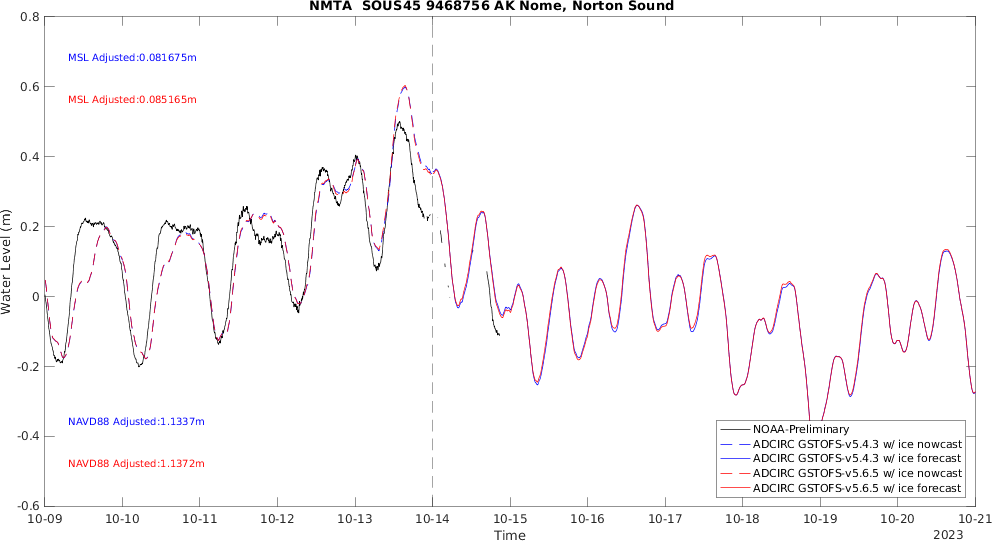 NMTA SOUS45 9468756 AK Nome, Norton Sound
0.8
0.6
0.4
0.2
0
-0.2
-0.4
-0.6
Water Level (m)
MSL Adjusted:0.081675m
MSL Adjusted:0.085165m
NAVD88 Adjusted:1.1337m
NAVD88 Adjusted:1.1372m
NOAA-Preliminary
ADCIRC GSTOFS-v5.4.3 w/ ice nowcast
ADCIRC GSTOFS-v5.4.3 w/ ice forecast
ADCIRC GSTOFS-v5.6.5 w/ ice nowcast
ADCIRC GSTOFS-v5.6.5 w/ ice forecast
10-09 10-10 10-11 10-12 10-13 10-14 10-15 10-16 10-17 10-18 10-19 10-20 10-21
Time
2023